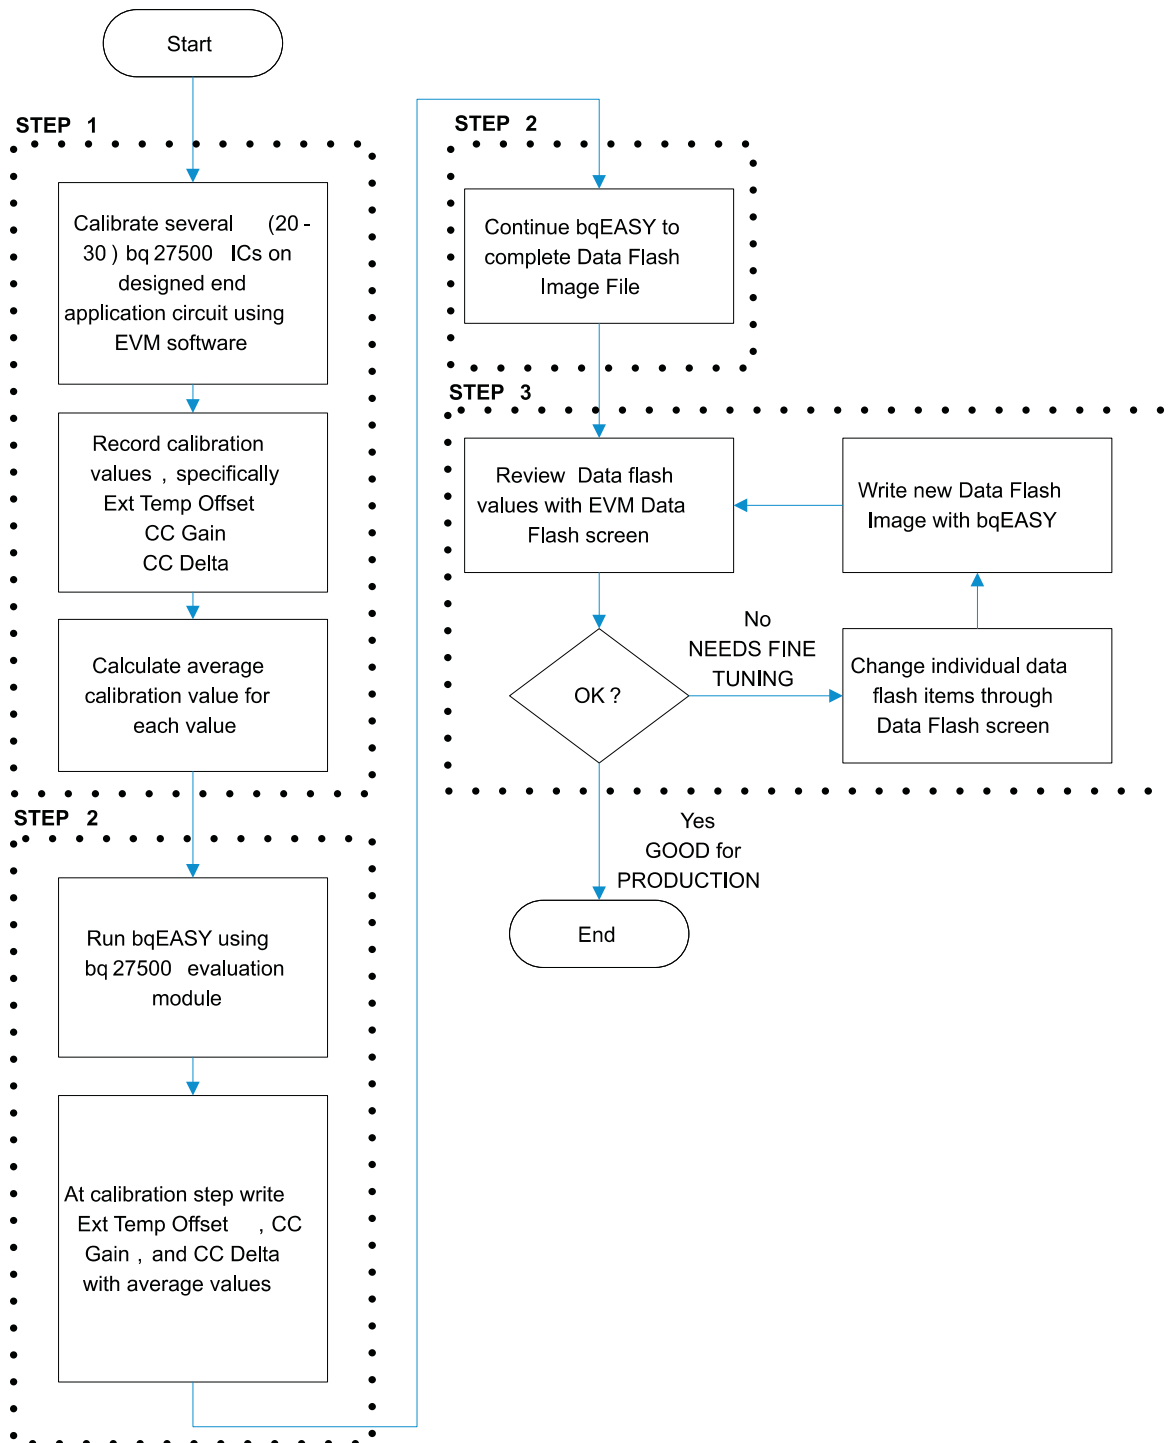 Start
STEP 1
Calibrate several (20 -
30 ) bq 27500 ICs on
designed end
application circuit using
EVM software
Record calibration
values , specifically
Ext Temp Offset
CC Gain
CC Delta
Calculate average
calibration value for
each value
STEP 2
Run bqEASY using
bq 27500 evaluation
module
At calibration step write
Ext Temp Offset , CC
Gain , and CC Delta
with average values
STEP 2
Continue bqEASY to
complete Data Flash
Image File
STEP 3
Review Data flash
values with EVM Data
Flash screen
OK ?
No
NEEDS FINE
TUNING
Change individual data
flash items through
Data Flash screen
Write new Data Flash
Image with bqEASY
Yes
GOOD for
PRODUCTION
End